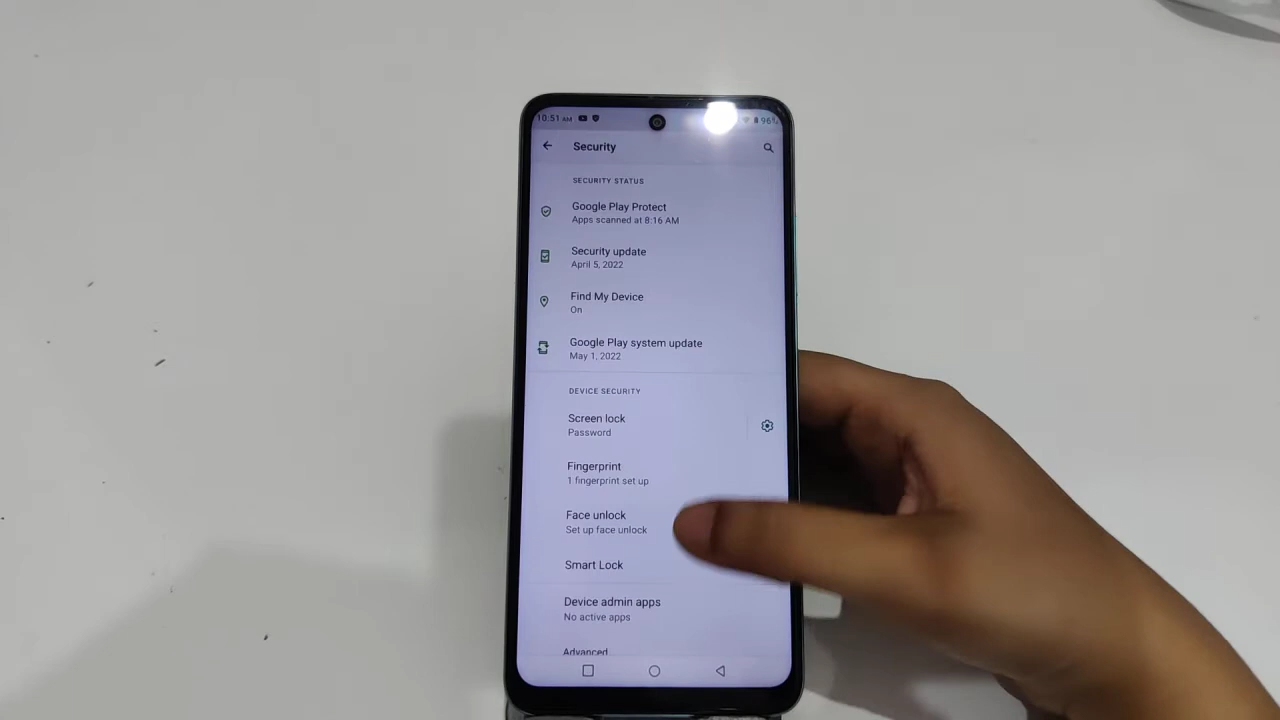 10:51 AM
96%
Security
SECURITY STATUS
Google Play Protect
Apps scanned at 8:16 AM
Security update
April 5, 2022
Find My Device
On
Google Play system update
May 1, 2022
DEVICE SECURITY
Screen lock
Password
Fingerprint
1 fingerprint set up
Face unlock
Set up face unlock
Smart Lock
Device admin apps
No active apps
Advanced